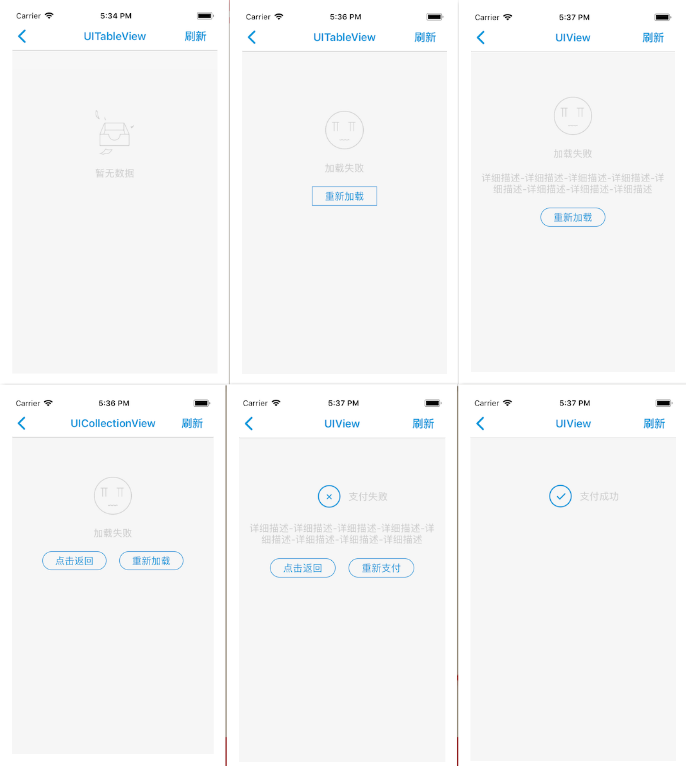 Carrier 5:34 PM
UITableView 刷新
暂无数据
Carrier 5:36 PM
UITableView 刷新
加载失败
重新加载
Carrier 5:37 PM
UIView 刷新
加载失败
详细描述-详细描述-详细描述-详细描述-详
细描述-详细描述-详细描述-详细描述
重新加载
Carrier 5:36 PM
UICollectionView 刷新
加载失败
点击返回 重新加载
Carrier 5:37 PM
UIView 刷新
支付失败
详细描述-详细描述-详细描述-详细描述-详
细描述-详细描述-详细描述-详细描述
点击返回 重新支付
Carrier 5:37 PM
UIView 刷新
支付成功